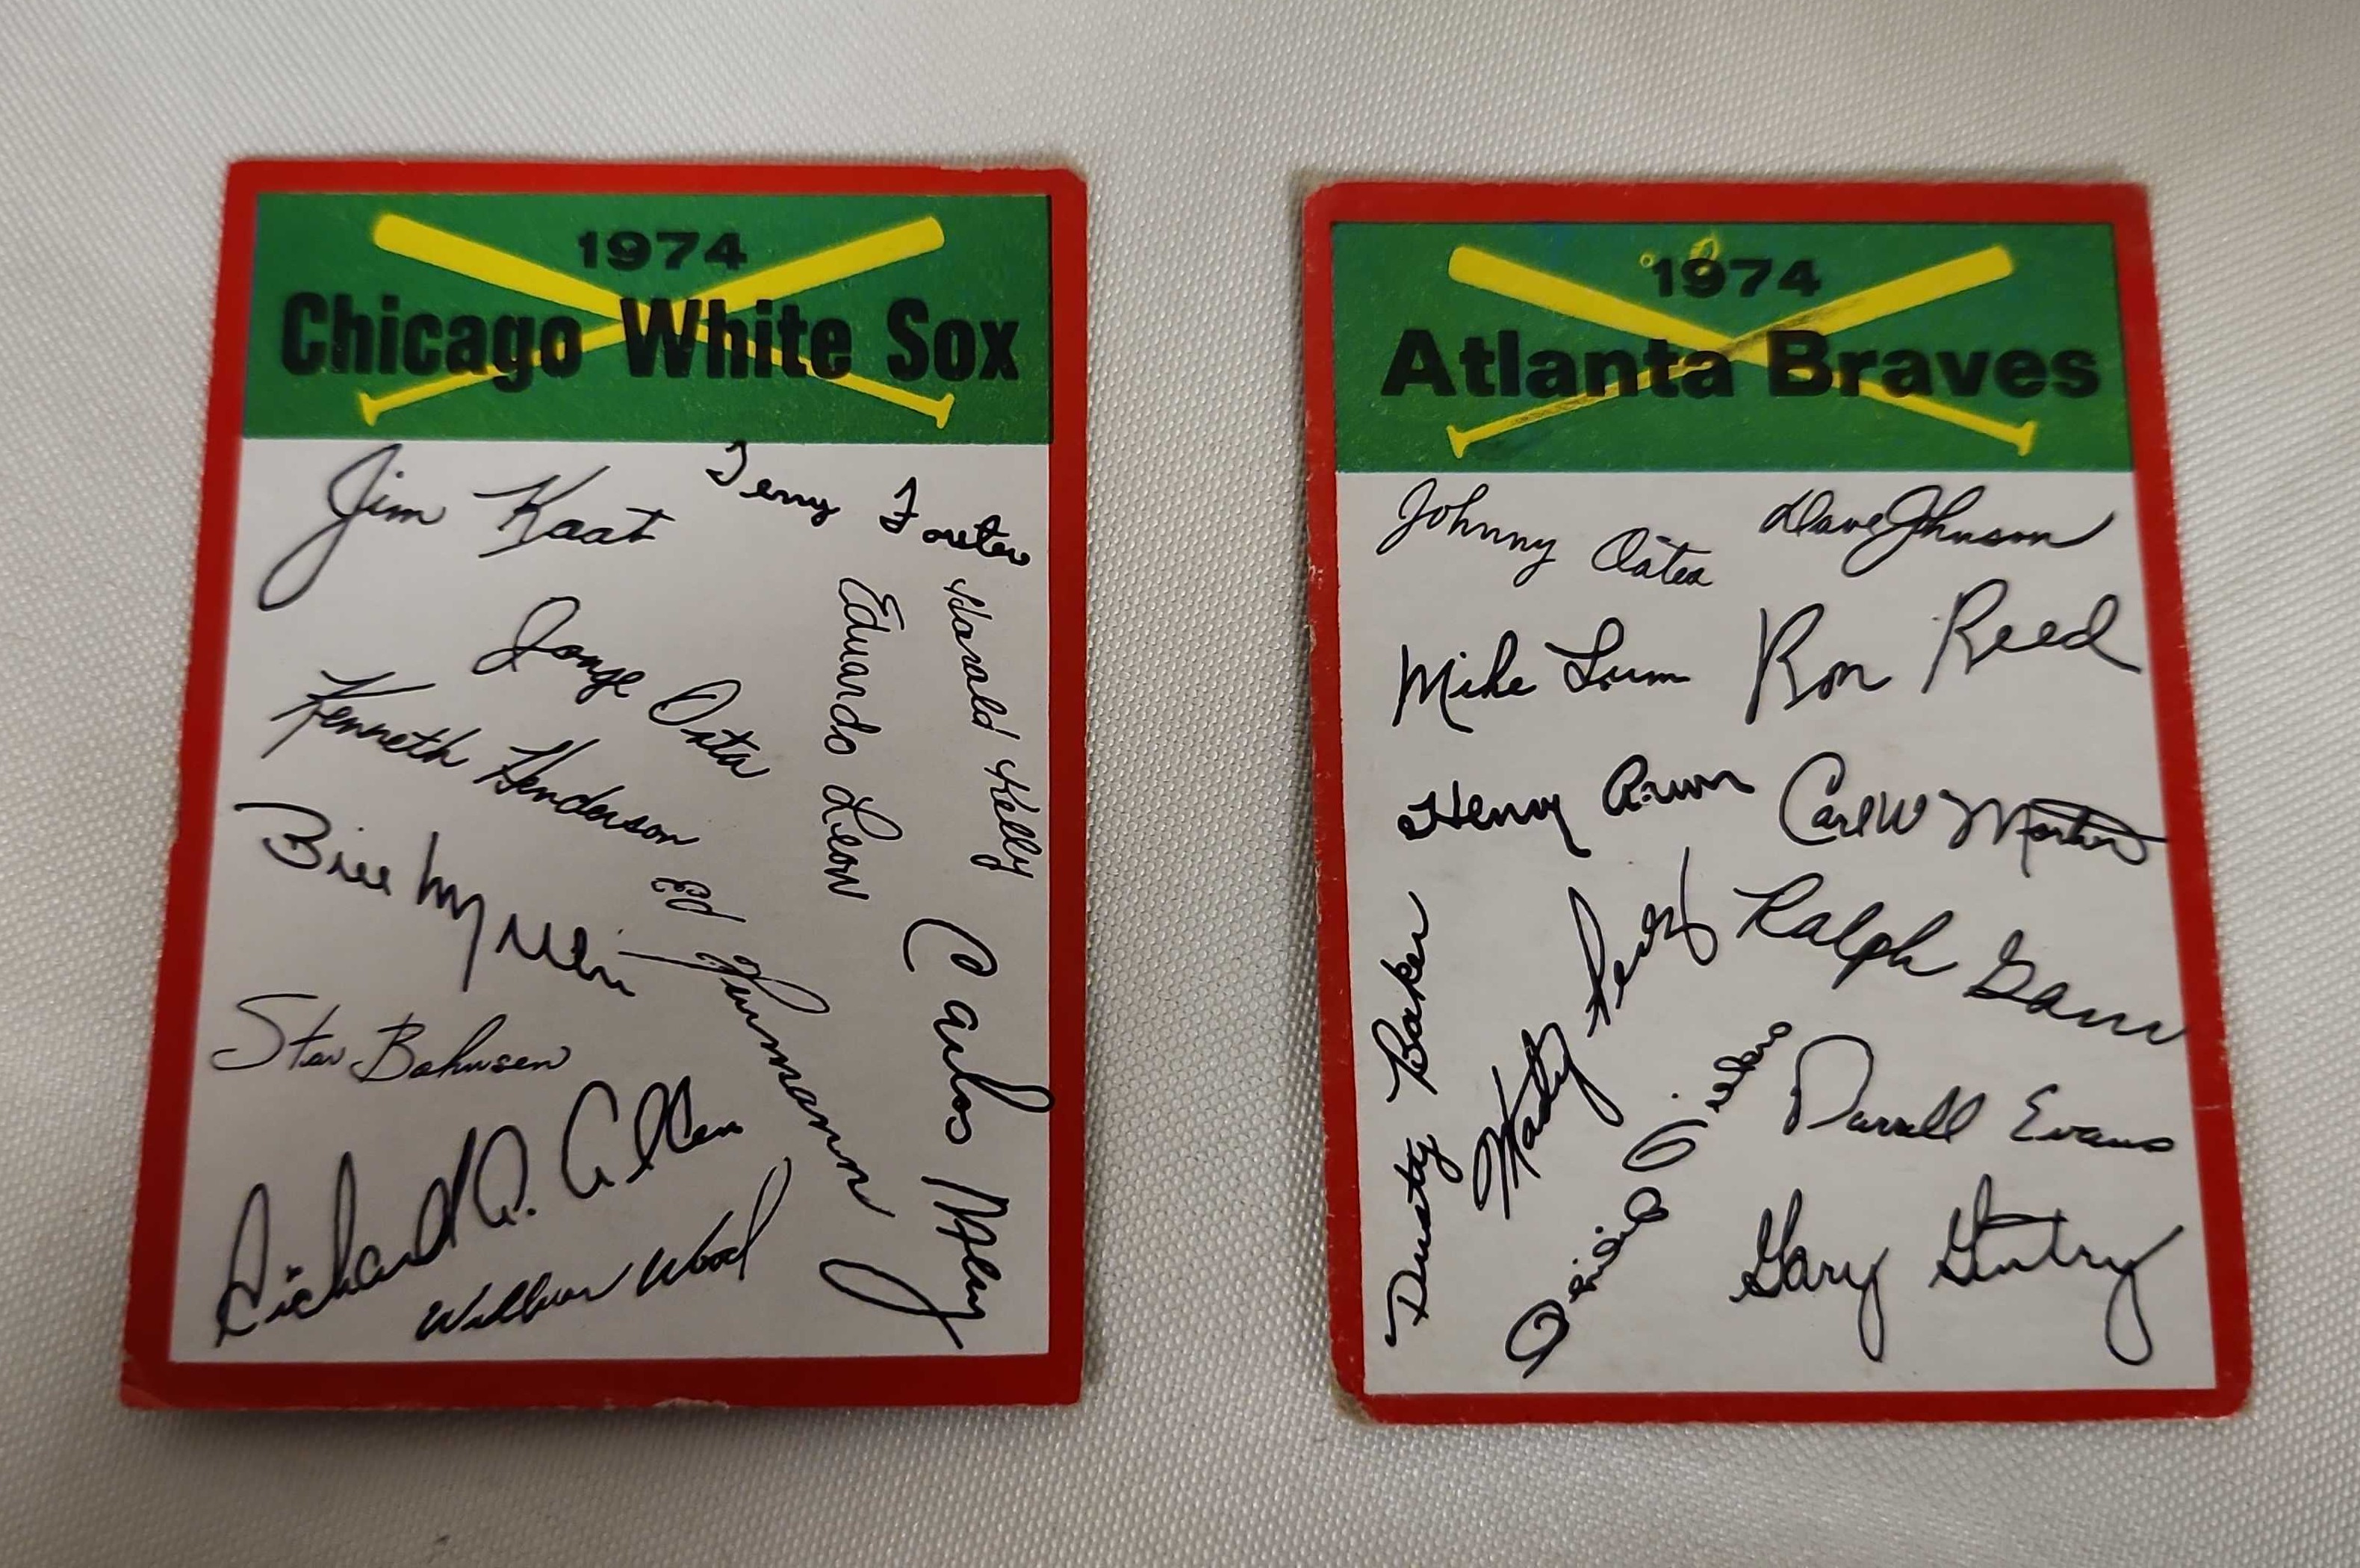 1974
Chicago White Sox
Jim Kaat
Terry Forster
Jorge Orta
Eduardo Leon
Harold Kelly
Kenneth Henderson
Bill Melton
Ed Herrmann
Carlos May
Stan Bahnsen
Richard A. Allen
Wilbur Wood
1974
Atlanta Braves
Johnny Oates
Dave Johnson
Mike Lum
Ron Reed
Henry Aaron
Carl W Morton
Dusty Baker
Marty Perez
Ralph Garr
Darrell Evans
Gary Gentry